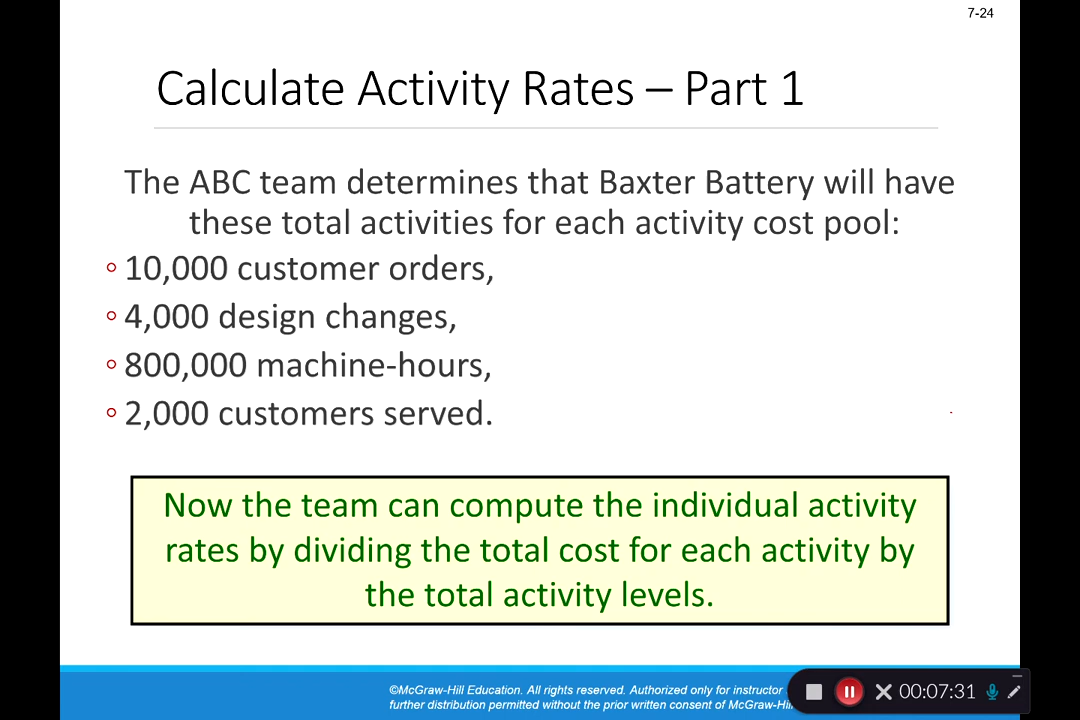 7-24
Calculate Activity Rates – Part 1
The ABC team determines that Baxter Battery will have
these total activities for each activity cost pool:
◦ 10,000 customer orders,
◦ 4,000 design changes,
◦ 800,000 machine-hours,
◦ 2,000 customers served.
Now the team can compute the individual activity
rates by dividing the total cost for each activity by
the total activity levels.
©McGraw-Hill Education. All rights reserved. Authorized only for instructor
further distribution permitted without the prior written consent of McGraw-Hill
00:07:31